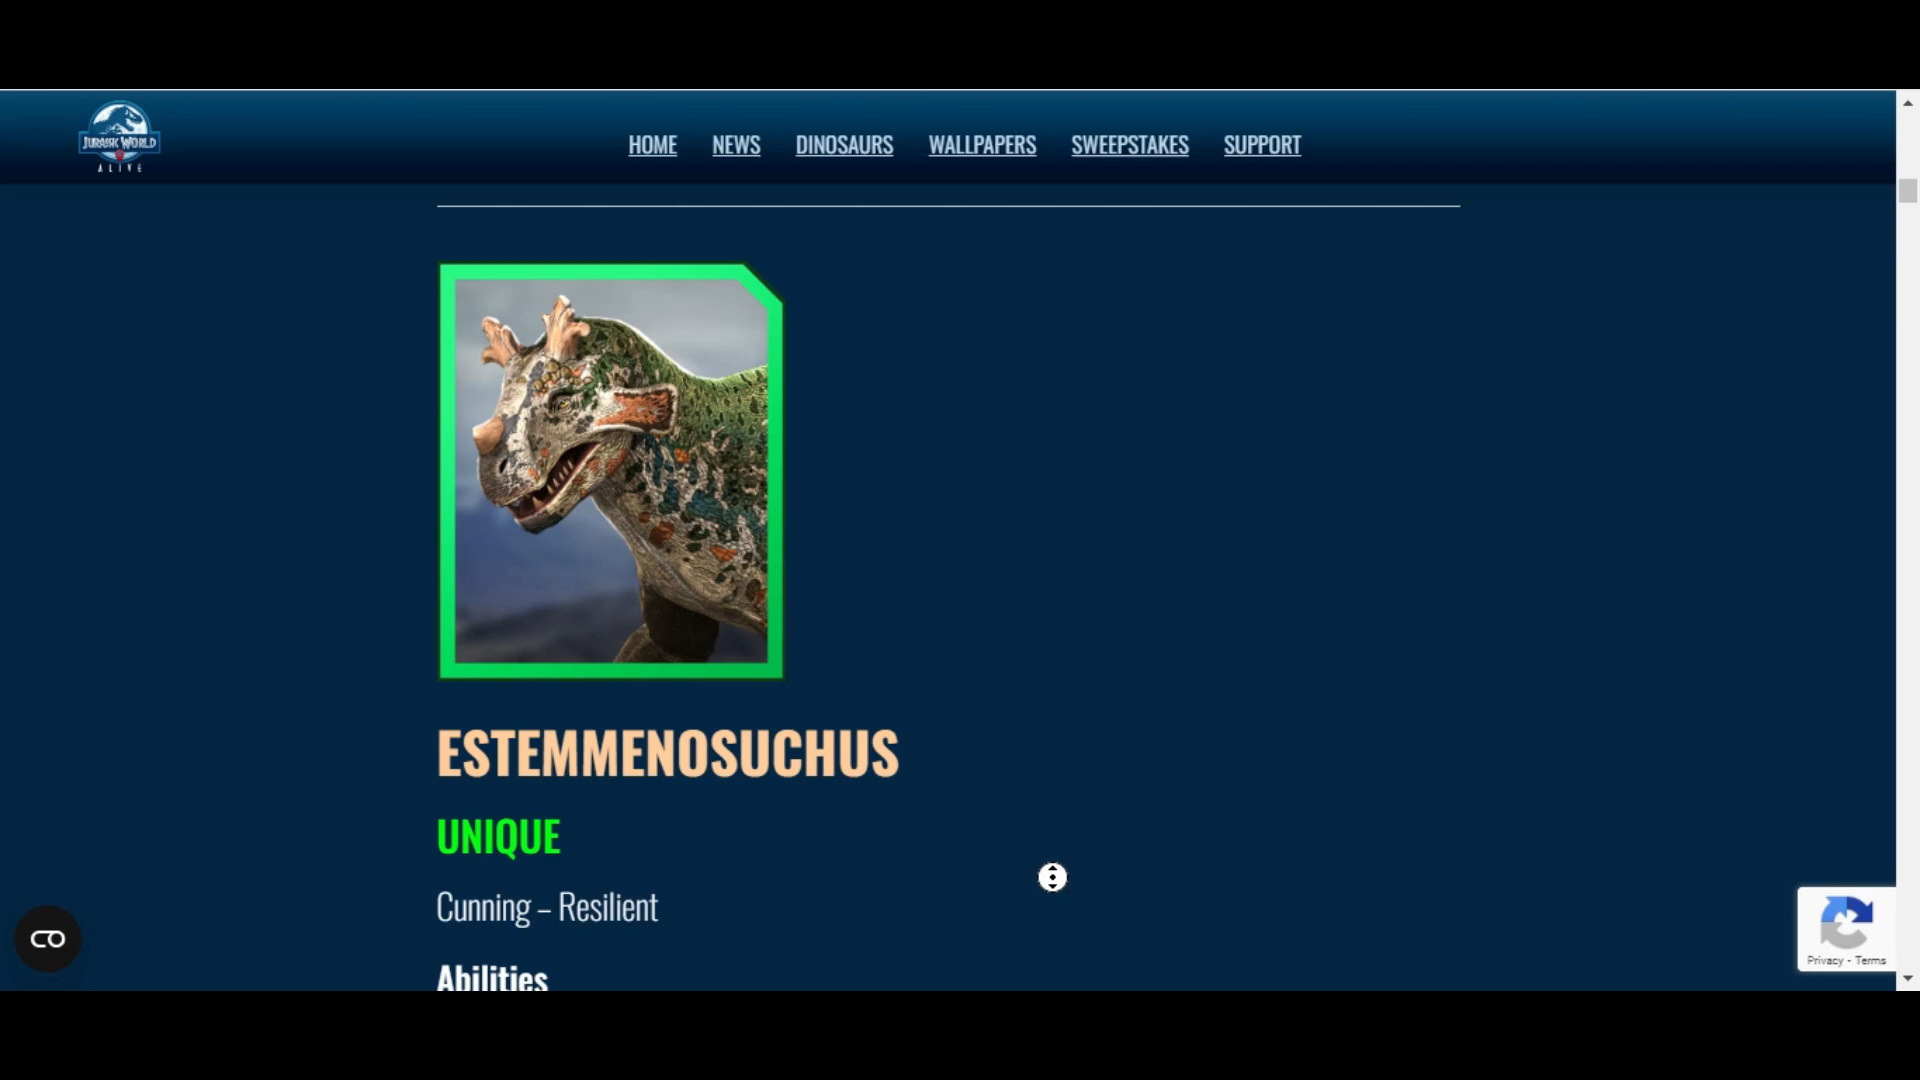 JURASSIC WORLD
ALIVE
HOME NEWS DINOSAURS WALLPAPERS SWEEPSTAKES SUPPORT
ESTEMMENOSUCHUS
UNIQUE
Cunning – Resilient
Abilities
Privacy - Terms